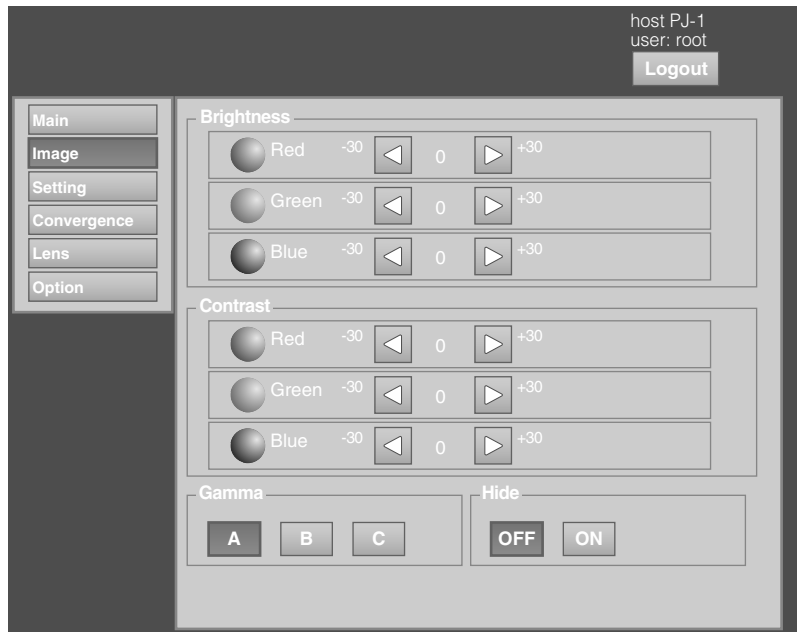 host PJ-1
user: root
Logout
Main
Image
Setting
Convergence
Lens
Option
Brightness
Red -30 0 +30
Green -30 0 +30
Blue -30 0 +30
Contrast
Red -30 0 +30
Green -30 0 +30
Blue -30 0 +30
Gamma
A B C
Hide
OFF ON